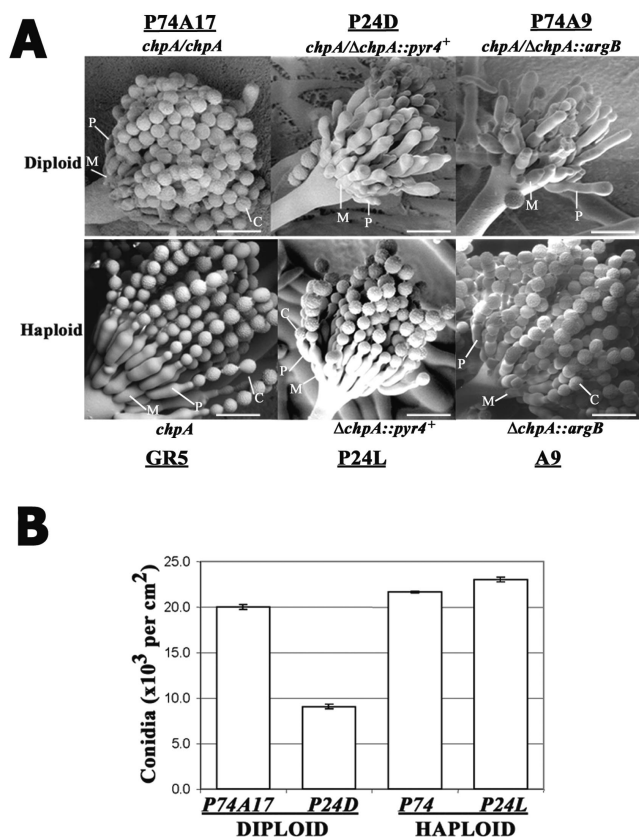 A
P74A17 P24D P74A9
chpA/chpA chpA/ΔchpA::pyr4⁺ chpA/ΔchpA::argB
P
M
C
M
P
M
P
Diploid
Haploid
M
P
C
C
P
M
P
M
C
chpA ΔchpA::pyr4⁺ ΔchpA::argB
GR5 P24L A9
B
Conidia (x10³ per cm²)
25.0
20.0
15.0
10.0
5.0
0.0
P74A17 P24D P74 P24L
DIPLOID HAPLOID